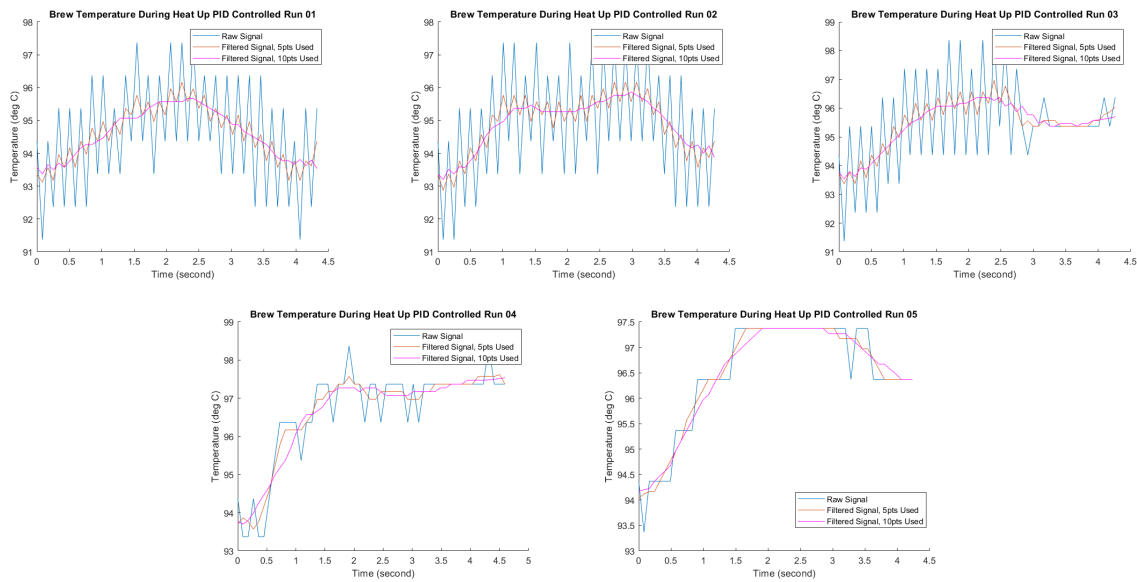 Brew Temperature During Heat Up PID Controlled Run 01
98
97
96
95
94
93
92
91
Temperature (deg C)
Raw Signal
Filtered Signal, 5pts Used
Filtered Signal, 10pts Used
0 0.5 1 1.5 2 2.5 3 3.5 4 4.5
Time (second)
Brew Temperature During Heat Up PID Controlled Run 02
98
97
96
95
94
93
92
91
Temperature (deg C)
Raw Signal
Filtered Signal, 5pts Used
Filtered Signal, 10pts Used
0 0.5 1 1.5 2 2.5 3 3.5 4 4.5
Time (second)
Brew Temperature During Heat Up PID Controlled Run 03
99
98
97
96
95
94
93
92
91
Temperature (deg C)
Raw Signal
Filtered Signal, 5pts Used
Filtered Signal, 10pts Used
0 0.5 1 1.5 2 2.5 3 3.5 4 4.5
Time (second)
Brew Temperature During Heat Up PID Controlled Run 04
99
98
97
96
95
94
93
Temperature (deg C)
Raw Signal
Filtered Signal, 5pts Used
Filtered Signal, 10pts Used
0 0.5 1 1.5 2 2.5 3 3.5 4 4.5 5
Time (second)
Brew Temperature During Heat Up PID Controlled Run 05
97.5
97
96.5
96
95.5
95
94.5
94
93.5
93
Temperature (deg C)
Raw Signal
Filtered Signal, 5pts Used
Filtered Signal, 10pts Used
0 0.5 1 1.5 2 2.5 3 3.5 4 4.5
Time (second)